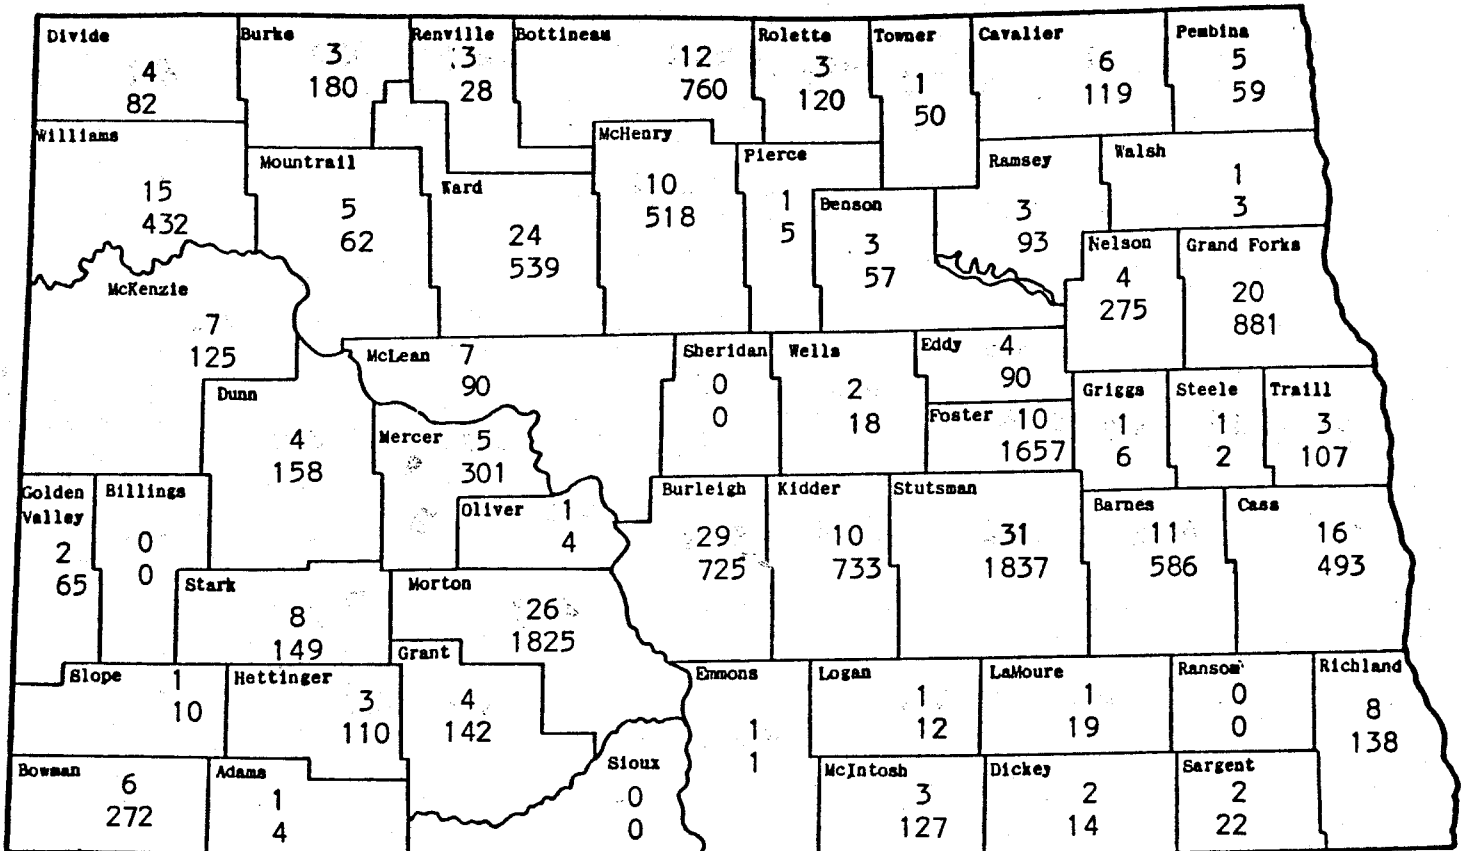 Divide
4
82
Burke
3
180
Renville
3
28
Bottineau
12
760
Rolette
3
120
Towner
1
50
Cavalier
6
119
Pembina
5
59
Williams
15
432
Mountrail
5
62
Ward
24
539
McHenry
10
518
Pierce
1
5
Benson
3
57
Ramsey
3
93
Walsh
1
3
Nelson
4
275
Grand Forks
20
881
McKenzie
7
125
McLean 7
90
Sheridan
0
0
Wells
2
18
Eddy 4
90
Foster 10
1657
Griggs
1
6
Steele
1
2
Traill
3
107
Dunn
4
158
Mercer 5
301
Oliver 1
4
Golden
Valley
2
65
Billings
0
0
Stark
8
149
Morton
26
1825
Burleigh
29
725
Kidder
10
733
Stutsman
31
1837
Barnes
11
586
Cass
16
493
Slope 1
10
Hettinger
3
110
Grant
4
142
Emmons
1
1
Logan
1
12
LaMoure
1
19
Ransom
0
0
Richland
8
138
Bowman
6
272
Adams
1
4
Sioux
0
0
McIntosh
3
127
Dickey
2
14
Sargent
2
22